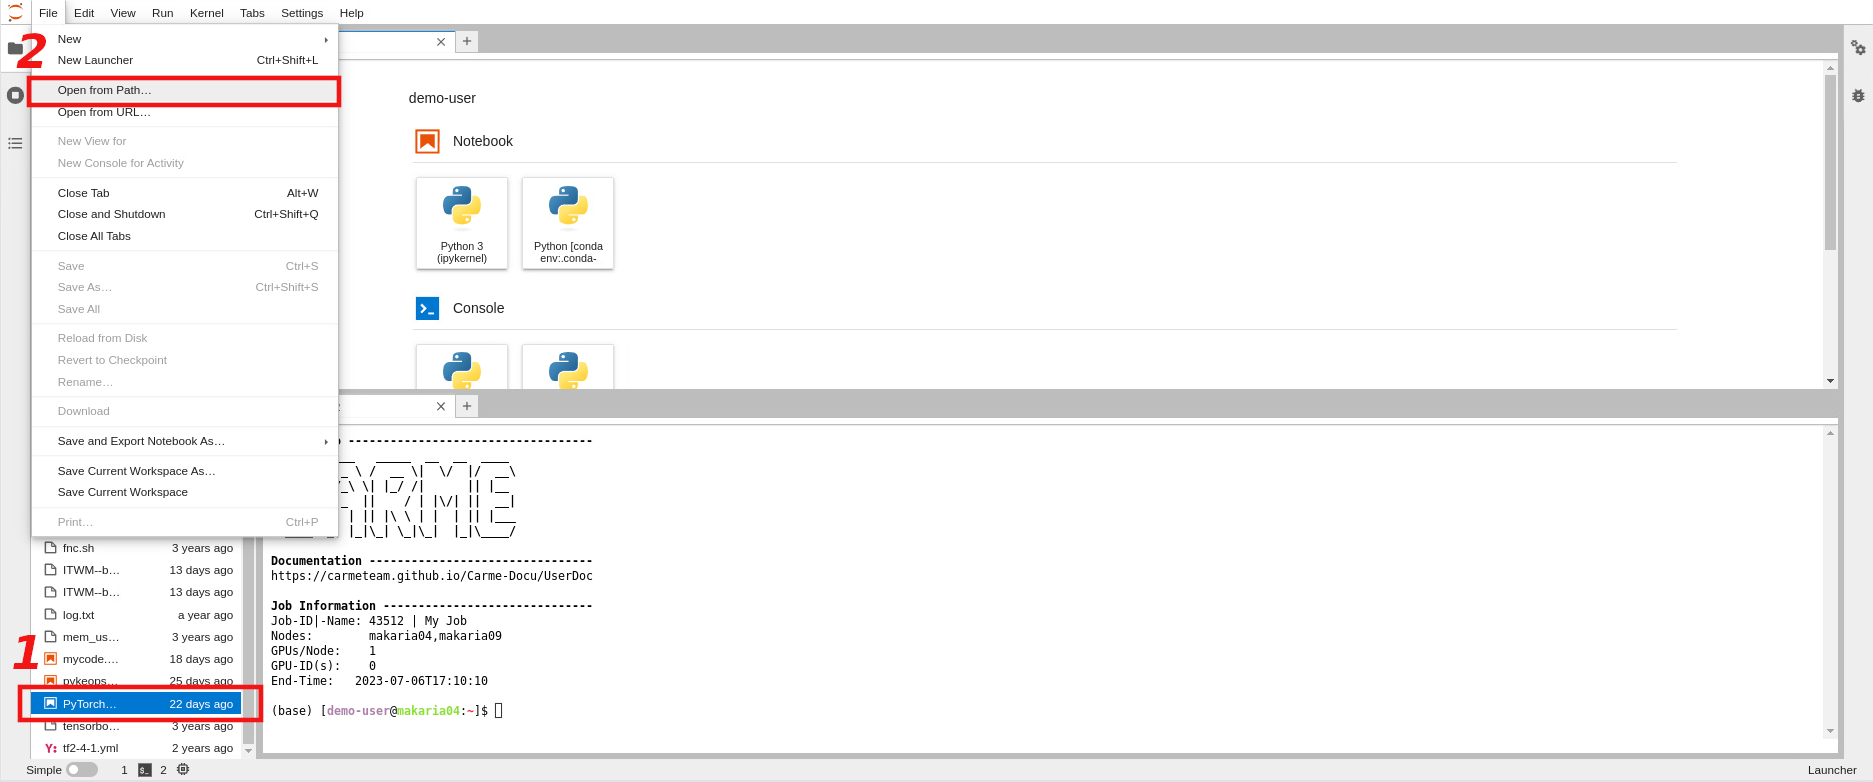 File Edit View Run Kernel Tabs Settings Help
2
New
New Launcher Ctrl+Shift+L
Open from Path…
Open from URL…
New View for
New Console for Activity
Close Tab Alt+W
Close and Shutdown Ctrl+Shift+Q
Close All Tabs
Save Ctrl+S
Save As… Ctrl+Shift+S
Save All
Reload from Disk
Revert to Checkpoint
Rename…
Download
Save and Export Notebook As…
Save Current Workspace As…
Save Current Workspace
Print… Ctrl+P
demo-user
Notebook
Python 3
(ipykernel)
Python [conda
env:.conda-
Console
fnc.sh 3 years ago
ITWM--b… 13 days ago
ITWM--b… 13 days ago
log.txt a year ago
mem_us… 3 years ago
1
mycode.… 18 days ago
pykeops… 25 days ago
PyTorch… 22 days ago
tensorbo… 3 years ago
tf2-4-1.yml 2 years ago
Documentation --------------------------------
https://carmeteam.github.io/Carme-Docu/UserDoc
Job Information ------------------------------
Job-ID|-Name: 43512 | My Job
Nodes: makaria04,makaria09
GPUs/Node: 1
GPU-ID(s): 0
End-Time: 2023-07-06T17:10:10
(base) [demo-user@makaria04:~]$
Simple 1 $_ 2 Launcher